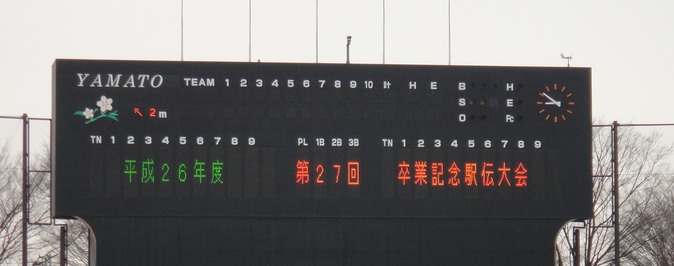 YAMATO TEAM 1 2 3 4 5 6 7 8 9 10 計 H E B H
S E
↖ 2m O Fc
TN 1 2 3 4 5 6 7 8 9 PL 1B 2B 3B TN 1 2 3 4 5 6 7 8 9
平成26年度 第27回 卒業記念駅伝大会